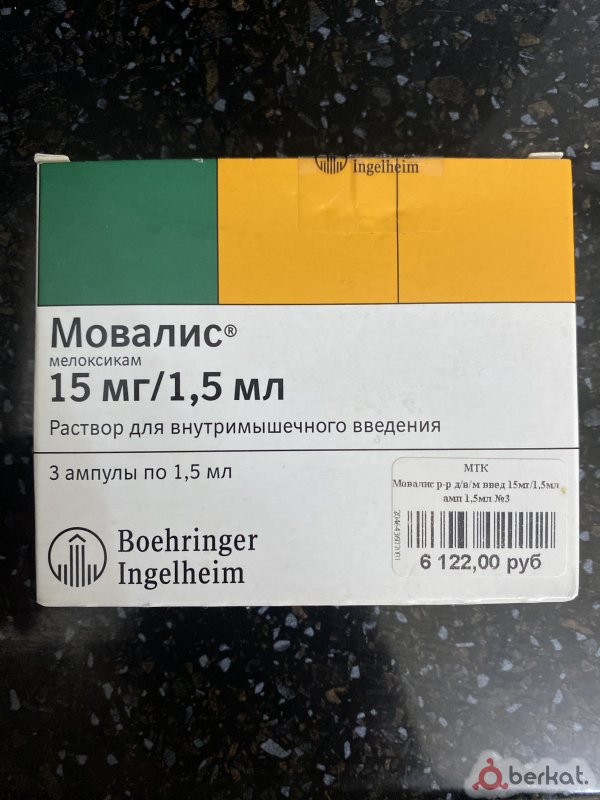 Ingelheim
Мовалис®
мелоксикам
15 мг/1,5 мл
Раствор для внутримышечного введения
3 ампулы по 1,5 мл
Boehringer
Ingelheim
МТК
Мовалис р-р д/в/м введ 15мг/1,5мл
амп 1,5мл №3
6 122,00 руб
berkat.